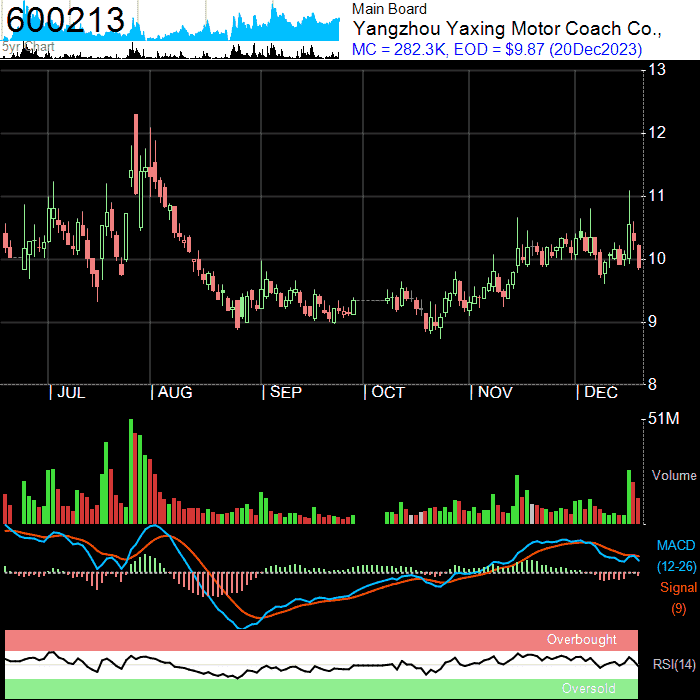 600213
5yr Chart
Main Board
Yangzhou Yaxing Motor Coach Co.,
MC = 282.3K, EOD = $9.87 (20Dec2023)
13
12
11
10
9
8
| JUL | AUG | SEP | OCT | NOV | DEC
51M
Volume
MACD
(12-26)
Signal
(9)
Overbought
RSI(14)
Oversold